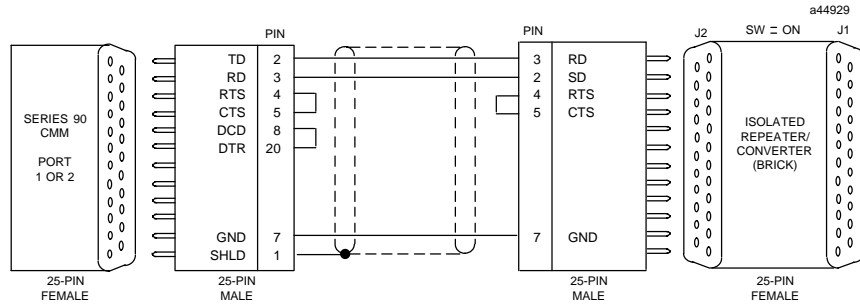 a44929
PIN
PIN
J2
SW = ON
J1
TD 2
RD 3
RTS 4
CTS 5
DCD 8
DTR 20
GND 7
SHLD 1
SERIES 90
CMM
PORT
1 OR 2
3 RD
2 SD
4 RTS
5 CTS
7 GND
ISOLATED
REPEATER/
CONVERTER
(BRICK)
25-PIN
FEMALE
25-PIN
MALE
25-PIN
MALE
25-PIN
FEMALE